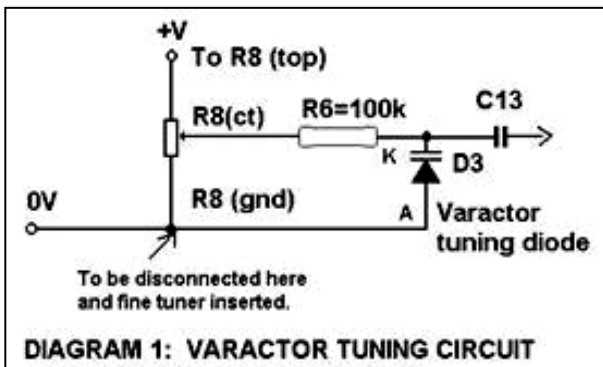 +V
To R8 (top)
R8(ct)
R6=100k
C13
K
D3
R8 (gnd)
0V
A
Varactor
tuning diode
To be disconnected here
and fine tuner inserted.
DIAGRAM 1: VARACTOR TUNING CIRCUIT